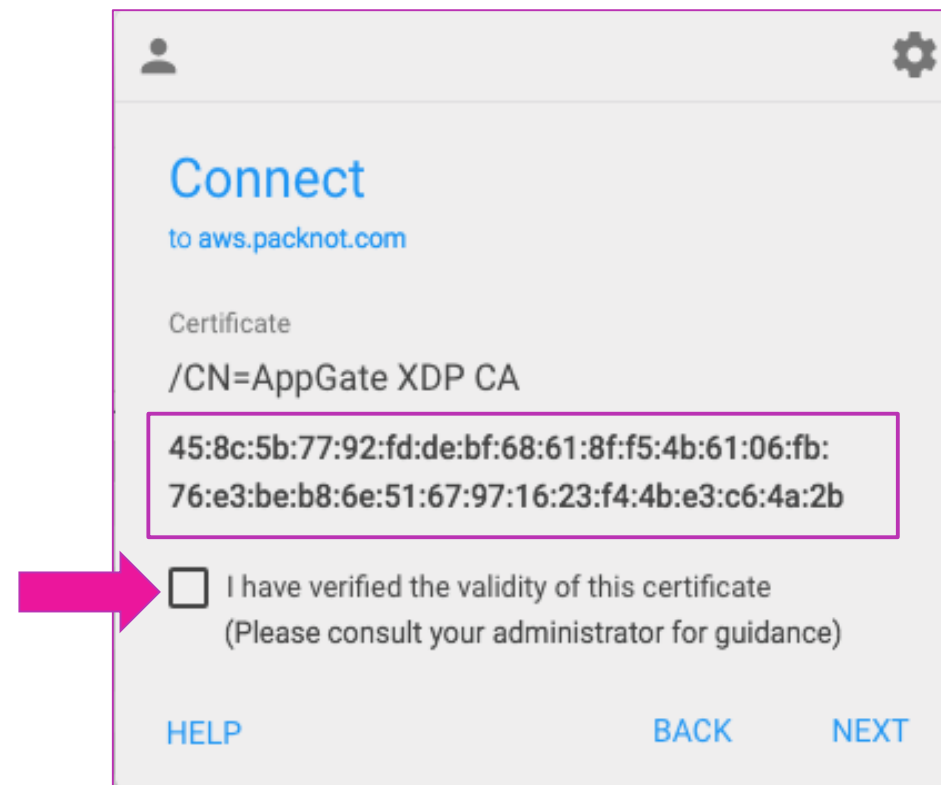 Connect
to aws.packnot.com
Certificate
/CN=AppGate XDP CA
45:8c:5b:77:92:fd:de:bf:68:61:8f:f5:4b:61:06:fb:
76:e3:be:b8:6e:51:67:97:16:23:f4:4b:e3:c6:4a:2b
I have verified the validity of this certificate
(Please consult your administrator for guidance)
HELP BACK NEXT